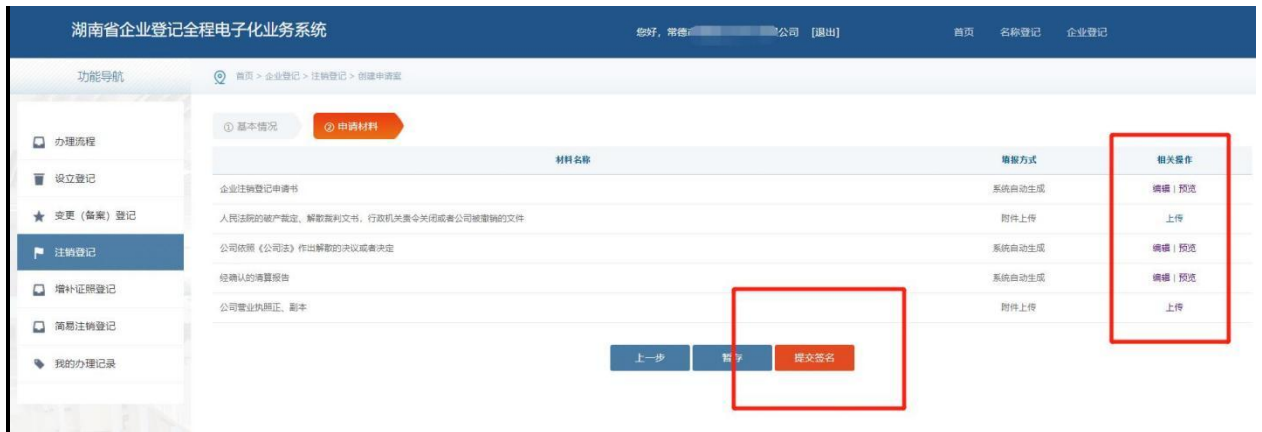 湖南省企业登记全程电子化业务系统
您好，常德 公司 [退出]
首页 名称登记 企业登记
功能导航
首页 > 企业登记 > 注销登记 > 创建申请案
办理流程
设立登记
变更（备案）登记
注销登记
增补证照登记
简易注销登记
我的办理记录
① 基本情况 ② 申请材料
材料名称 填报方式 相关操作
企业注销登记申请书 系统自动生成 编辑 | 预览
人民法院的破产裁定、解散裁判文书、行政机关责令关闭或者公司被撤销的文件 附件上传 上传
公司依照《公司法》作出解散的决议或者决定 系统自动生成 编辑 | 预览
经确认的清算报告 系统自动生成 编辑 | 预览
公司营业执照正、副本 附件上传 上传
上一步 暂存 提交签名